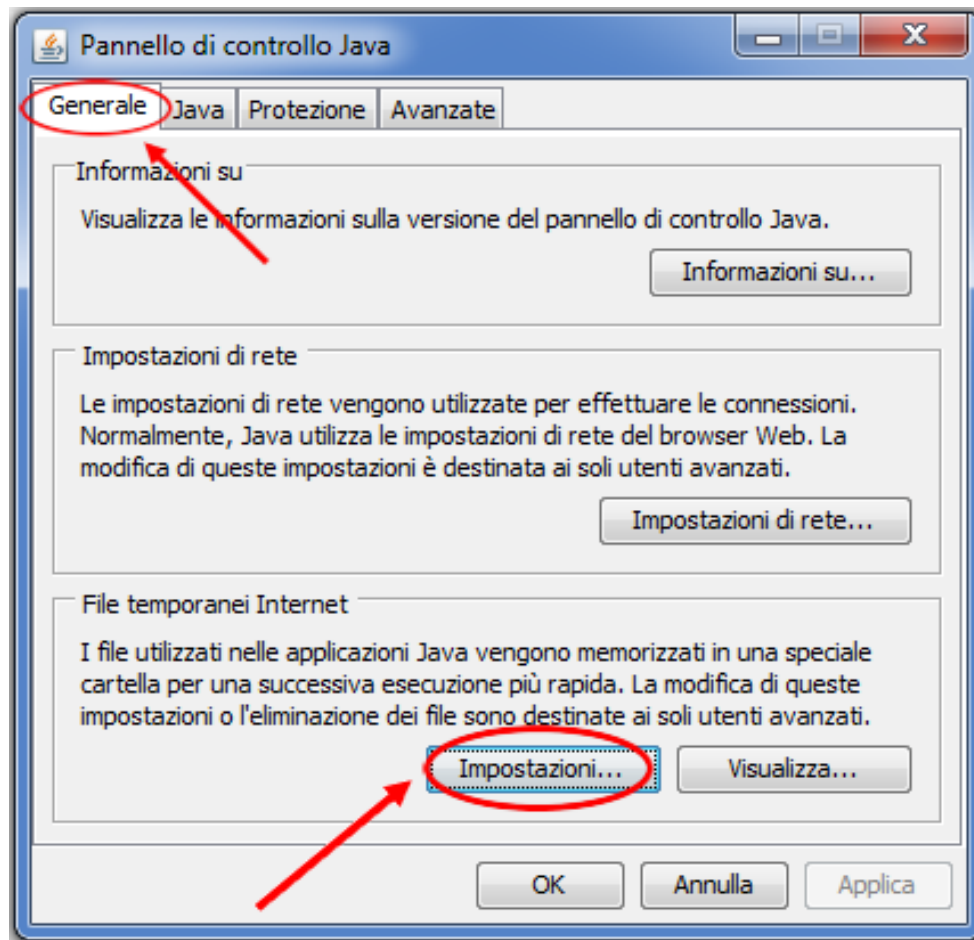 Pannello di controllo Java
Generale Java Protezione Avanzate
Informazioni su
Visualizza le informazioni sulla versione del pannello di controllo Java.
Informazioni su...
Impostazioni di rete
Le impostazioni di rete vengono utilizzate per effettuare le connessioni.
Normalmente, Java utilizza le impostazioni di rete del browser Web. La
modifica di queste impostazioni è destinata ai soli utenti avanzati.
Impostazioni di rete...
File temporanei Internet
I file utilizzati nelle applicazioni Java vengono memorizzati in una speciale
cartella per una successiva esecuzione più rapida. La modifica di queste
impostazioni o l'eliminazione dei file sono destinate ai soli utenti avanzati.
Impostazioni... Visualizza...
OK Annulla Applica